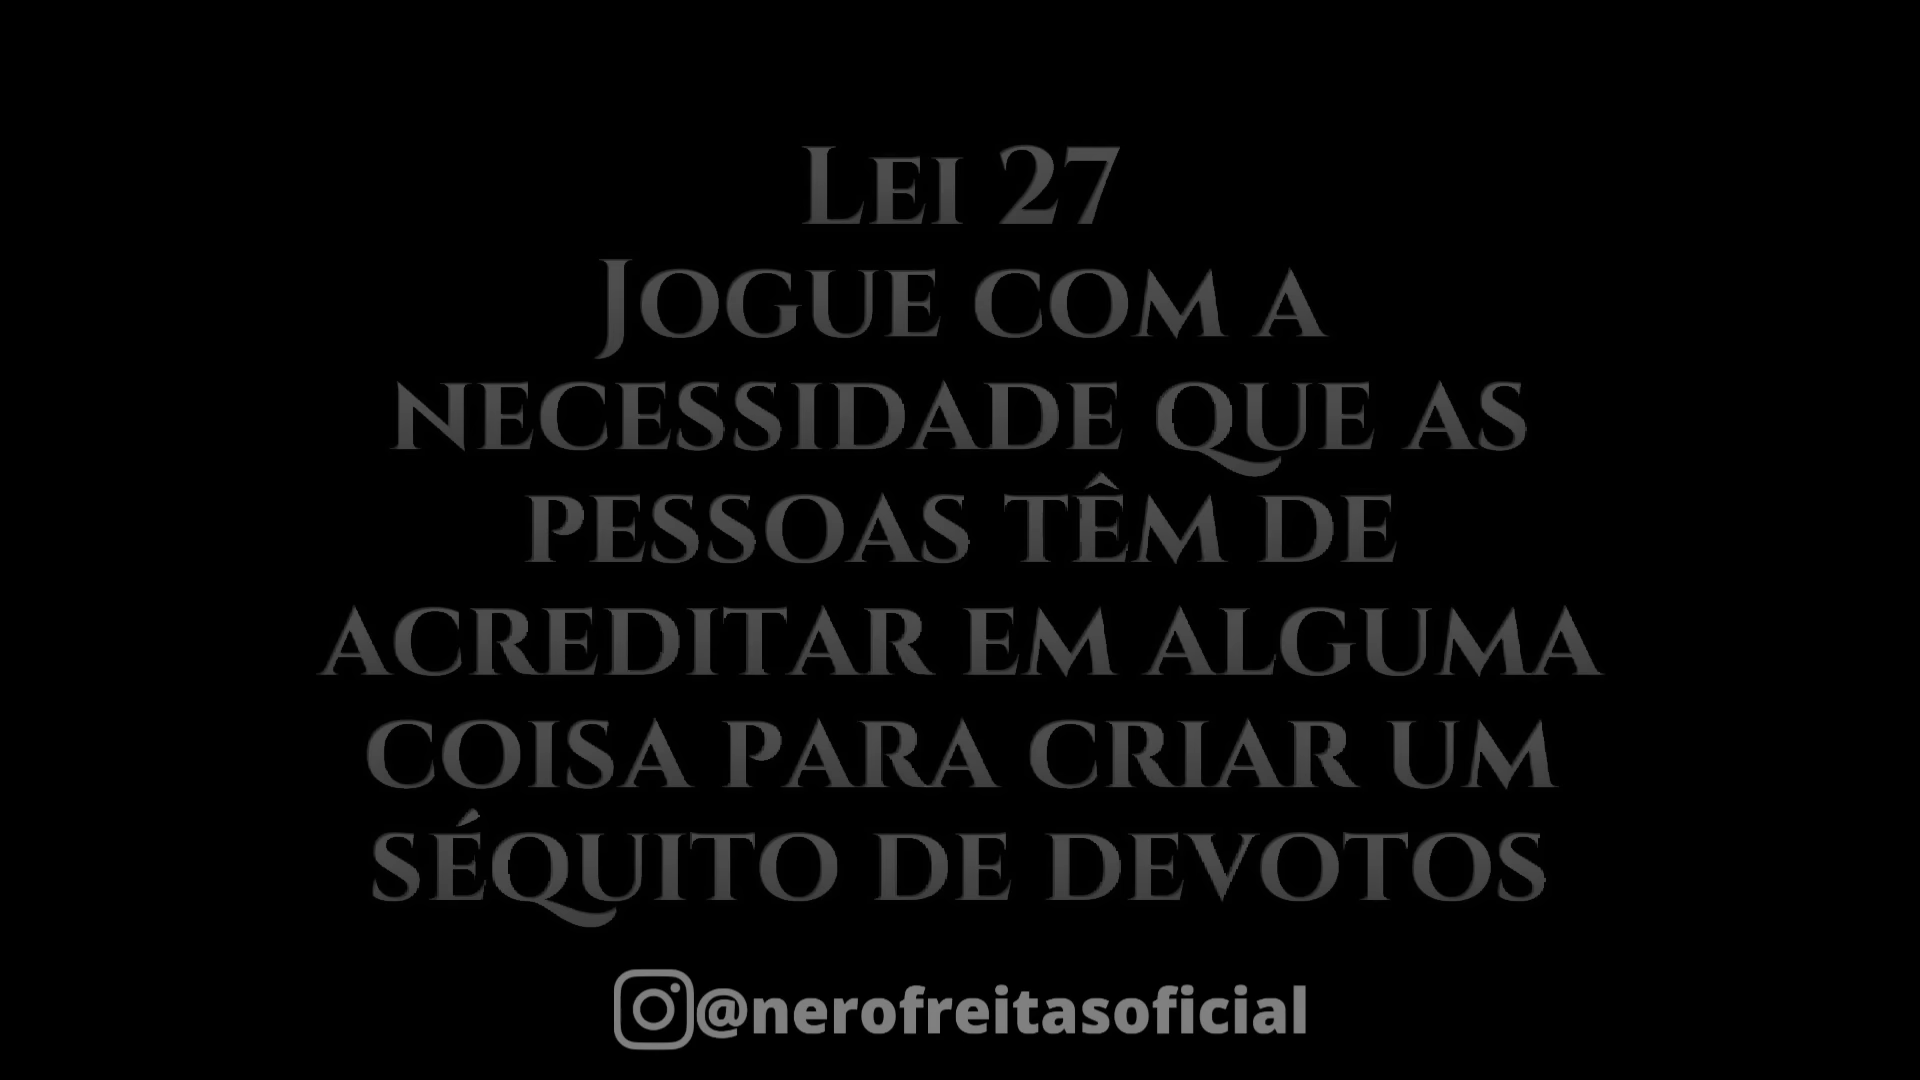 Lei 27
Jogue com a
necessidade que as
pessoas têm de
acreditar em alguma
coisa para criar um
séquito de devotos
@nerofreitasoficial